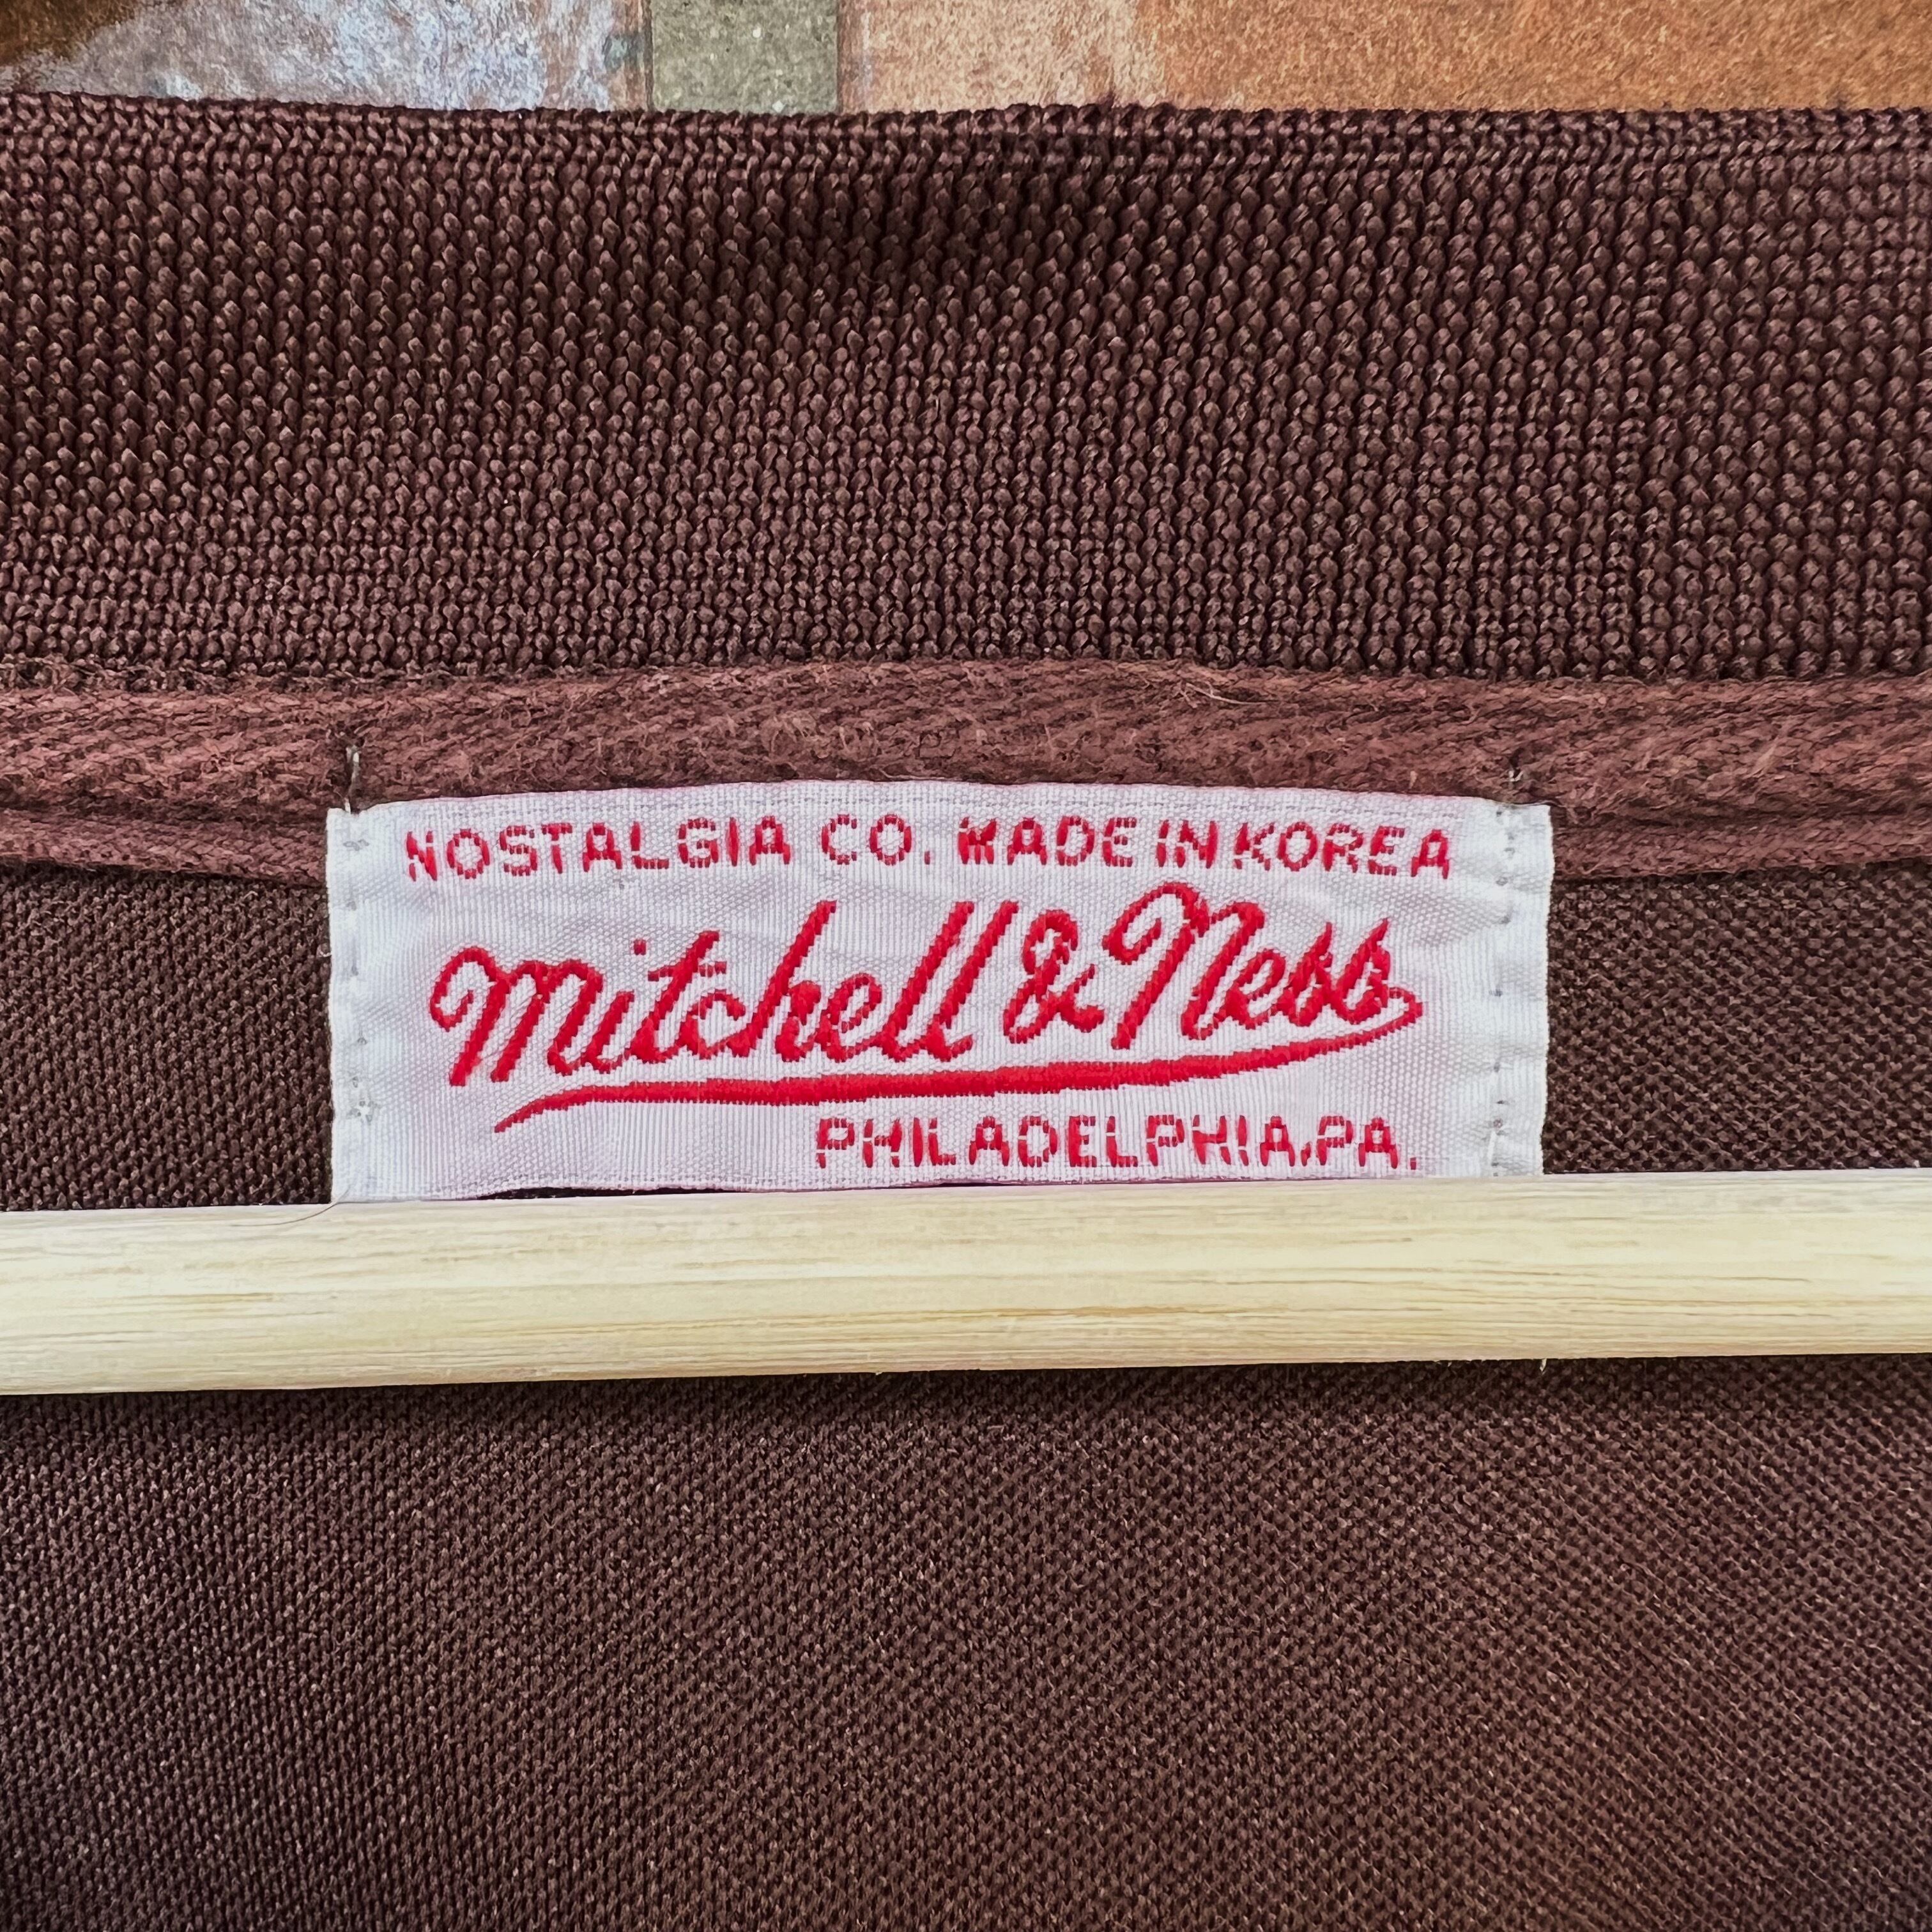 NOSTALGIA CO. MADE IN KOREA
Mitchell & Ness
PHILADELPHIA, PA.